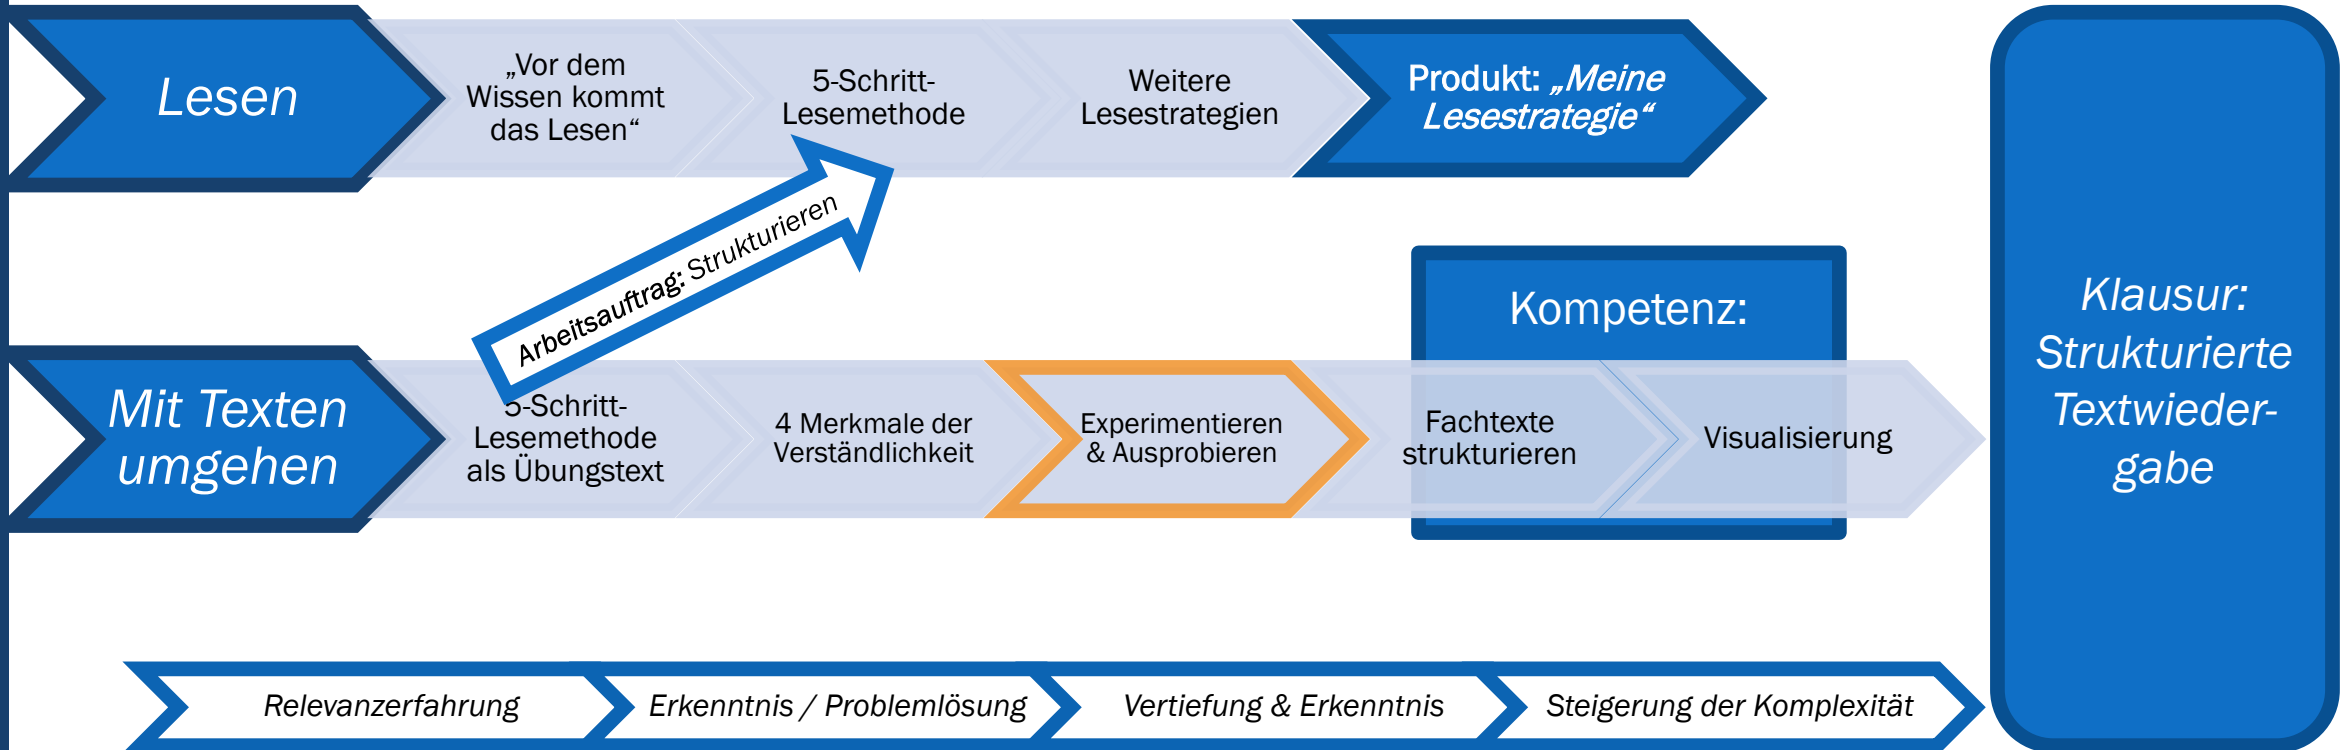 Lesen
„Vor dem
Wissen kommt
das Lesen“
5-Schritt-
Lesemethode
Weitere
Lesestrategien
Produkt: „Meine
Lesestrategie“
Arbeitsauftrag: Strukturieren
Kompetenz:
Mit Texten
umgehen
5-Schritt-
Lesemethode
als Übungstext
4 Merkmale der
Verständlichkeit
Experimentieren
& Ausprobieren
Fachtexte
strukturieren
Visualisierung
Klausur:
Strukturierte
Textwieder-
gabe
Relevanzerfahrung
Erkenntnis / Problemlösung
Vertiefung & Erkenntnis
Steigerung der Komplexität